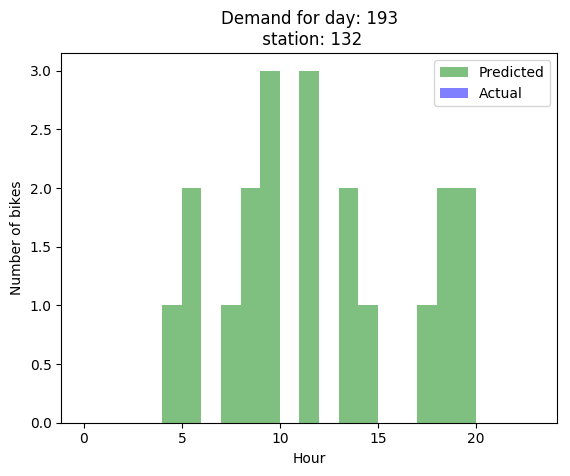 Demand for day: 193
station: 132
Predicted
Actual
3.0
2.5
2.0
1.5
1.0
0.5
0.0
Number of bikes
0 5 10 15 20
Hour